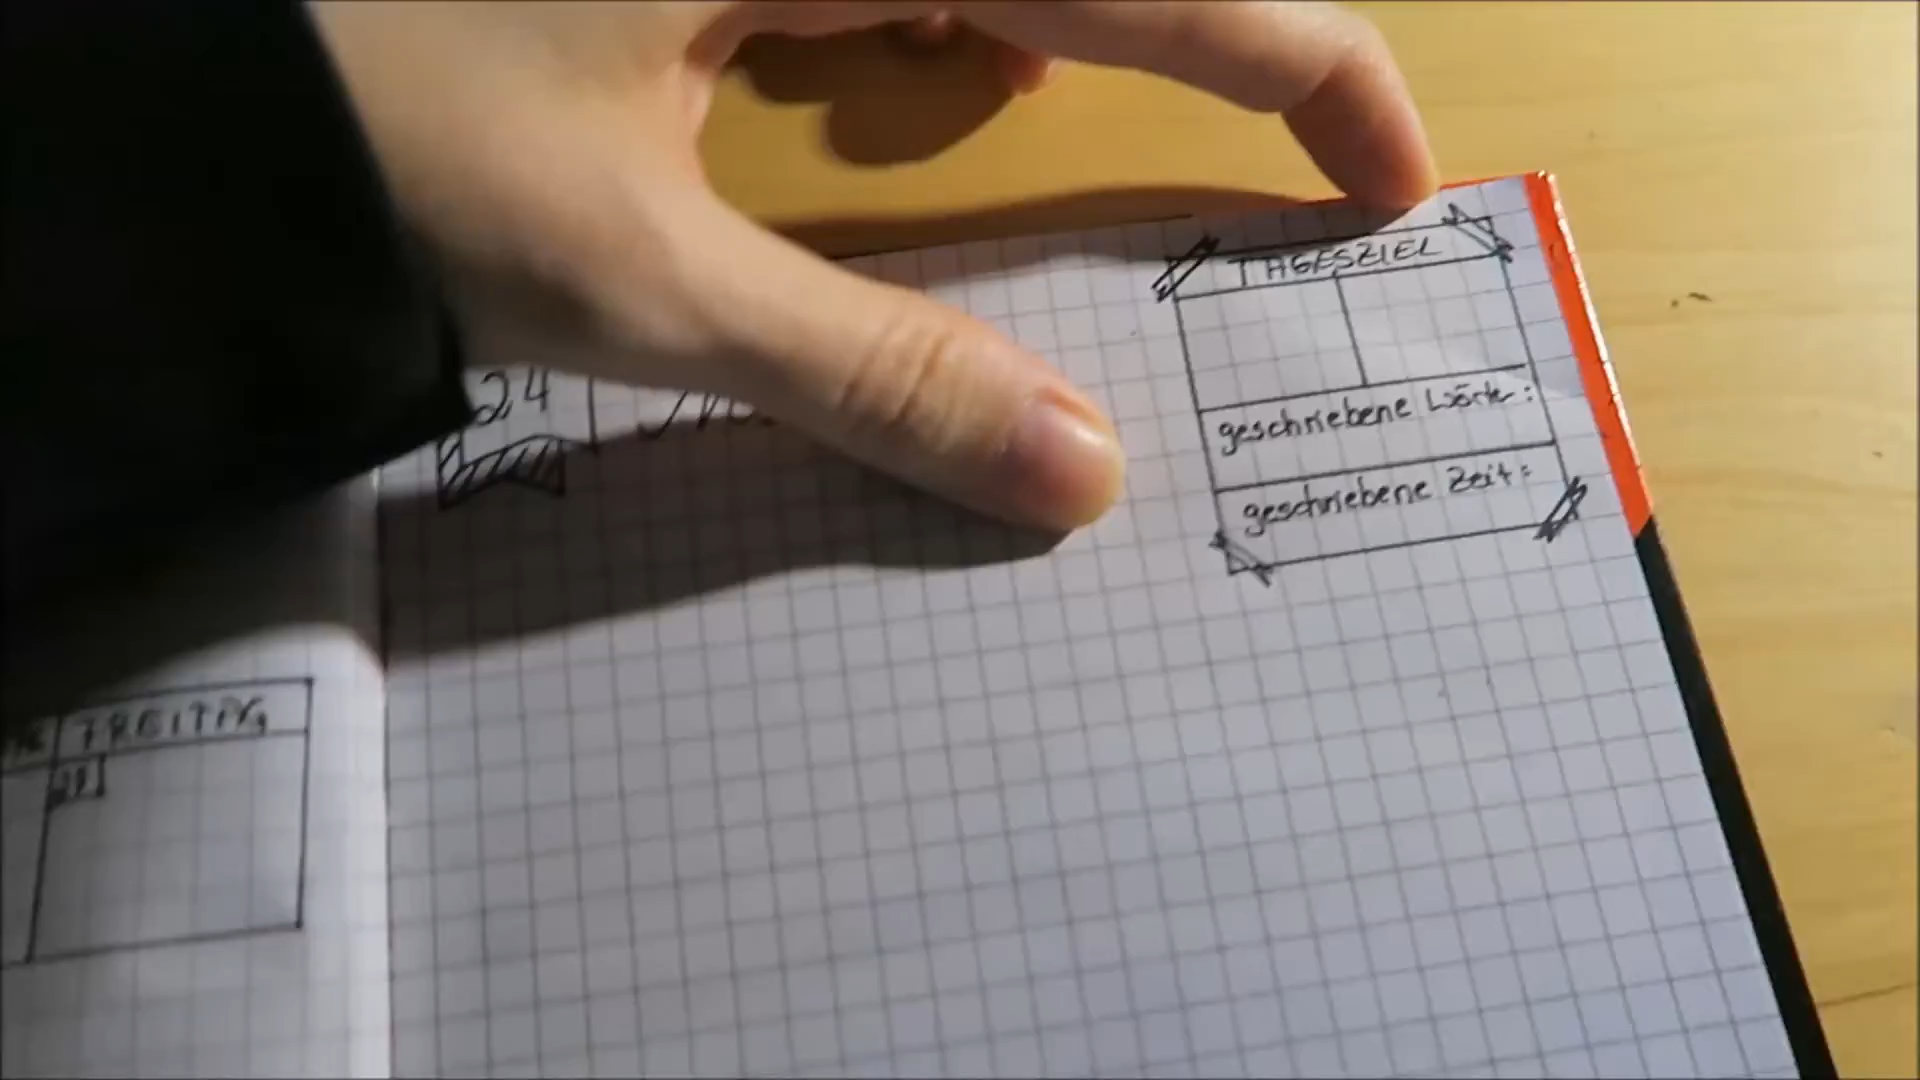 24
TAGESZIEL
geschriebene Wörter:
geschriebene Zeit:
FREITAG